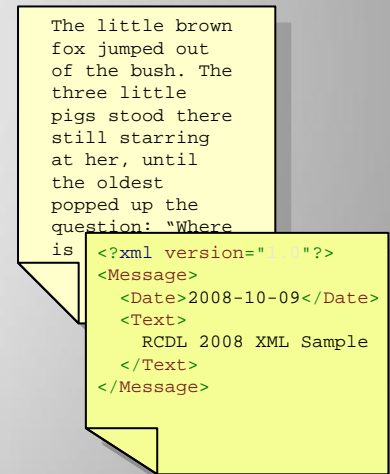 The little brown
fox jumped out
of the bush. The
three little
pigs stood there
still starring
at her, until
the oldest
popped up the
question: “Where
is
<?xml version="1.0"?>
<Message>
<Date>2008-10-09</Date>
<Text>
RCDL 2008 XML Sample
</Text>
</Message>